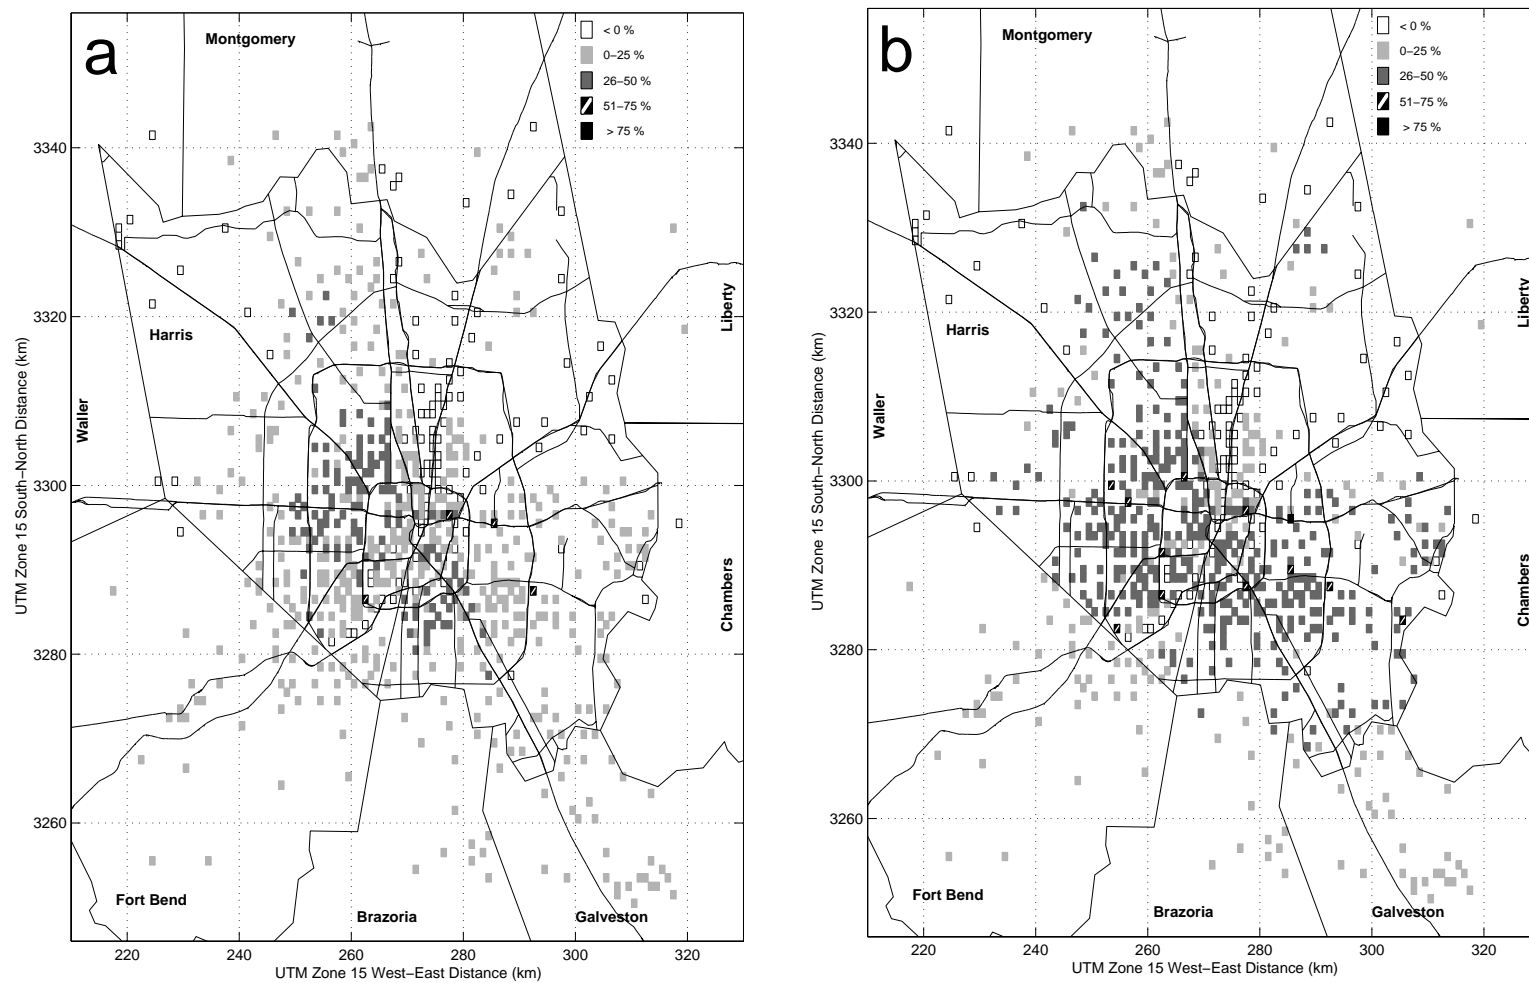 a
Montgomery
< 0 %
0–25 %
26–50 %
51–75 %
> 75 %
3340
3320
3300
3280
3260
Harris
Liberty
Waller
Chambers
Fort Bend
Brazoria
Galveston
UTM Zone 15 South–North Distance (km)
220
240
260
280
300
320
UTM Zone 15 West–East Distance (km)
b
Montgomery
< 0 %
0–25 %
26–50 %
51–75 %
> 75 %
3340
3320
3300
3280
3260
Harris
Liberty
Waller
Chambers
Fort Bend
Brazoria
Galveston
UTM Zone 15 South–North Distance (km)
220
240
260
280
300
320
UTM Zone 15 West–East Distance (km)